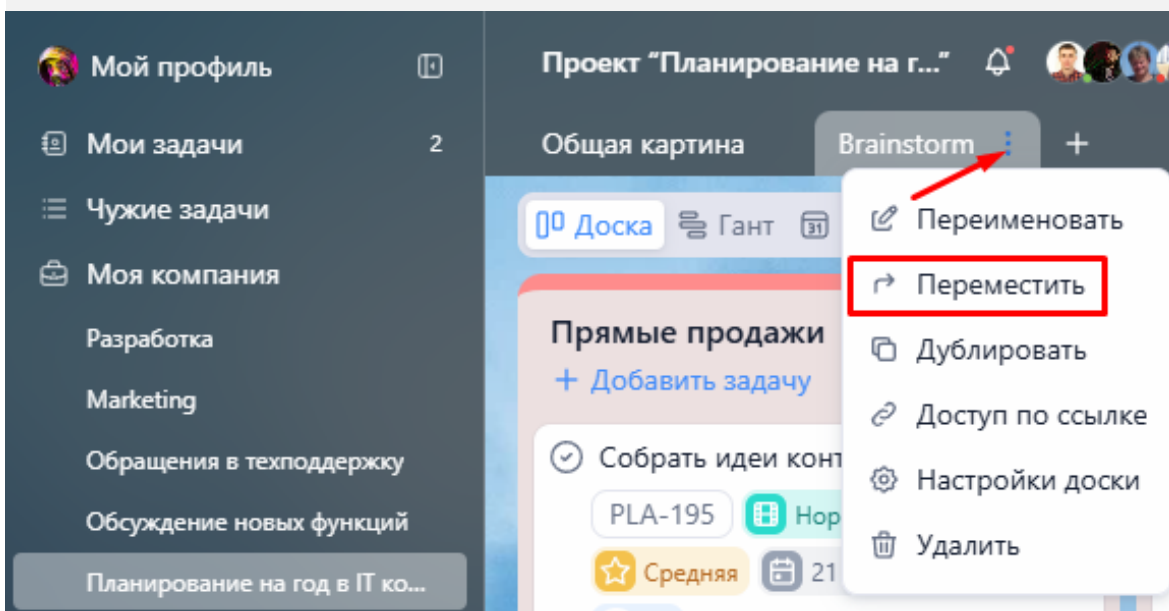 Мой профиль
Мои задачи 2
Чужие задачи
Моя компания
Разработка
Marketing
Обращения в техподдержку
Обсуждение новых функций
Планирование на год в IT ко...
Проект “Планирование на г...”
Общая картина
Brainstorm
+
Доска
Гант
31
Прямые продажи
+ Добавить задачу
Собрать идеи
PLA-195
Средняя
21
Переименовать
Переместить
Дублировать
Доступ по ссылке
Настройки доски
Удалить